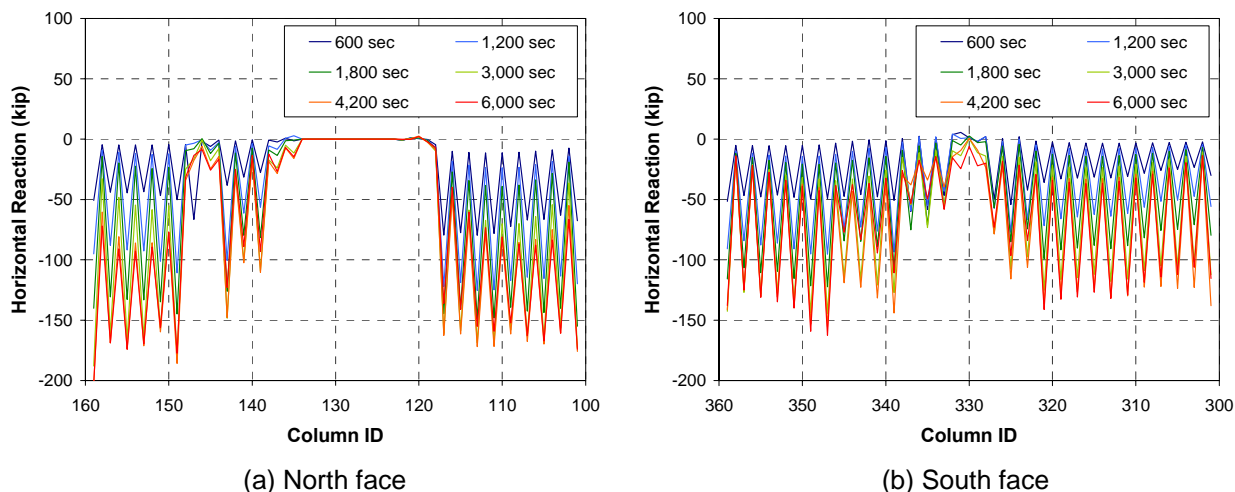 100
50
0
-50
-100
-150
-200
Horizontal Reaction (kip)
600 sec 1,200 sec
1,800 sec 3,000 sec
4,200 sec 6,000 sec
159 150 140 130 120 110 100
Column ID
(a) North face
100
50
0
-50
-100
-150
-200
Horizontal Reaction (kip)
600 sec 1,200 sec
1,800 sec 3,000 sec
4,200 sec 6,000 sec
360 350 340 330 320 310 300
Column ID
(b) South face